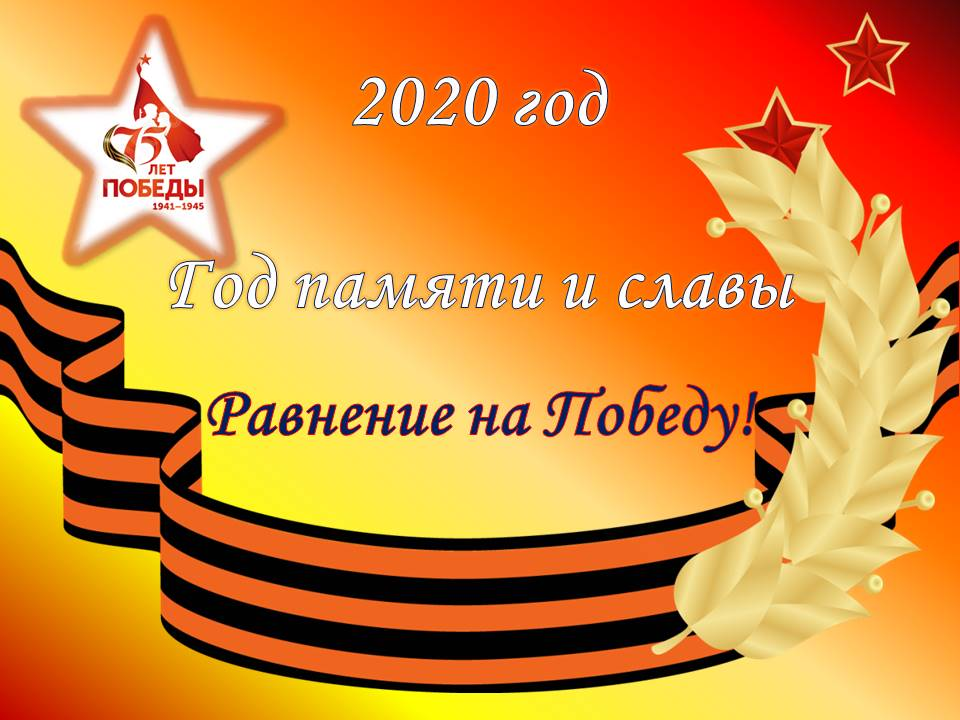 75
ЛЕТ
ПОБЕДЫ
1941–1945
2020 год
Год памяти и славы
Равнение на Победу!